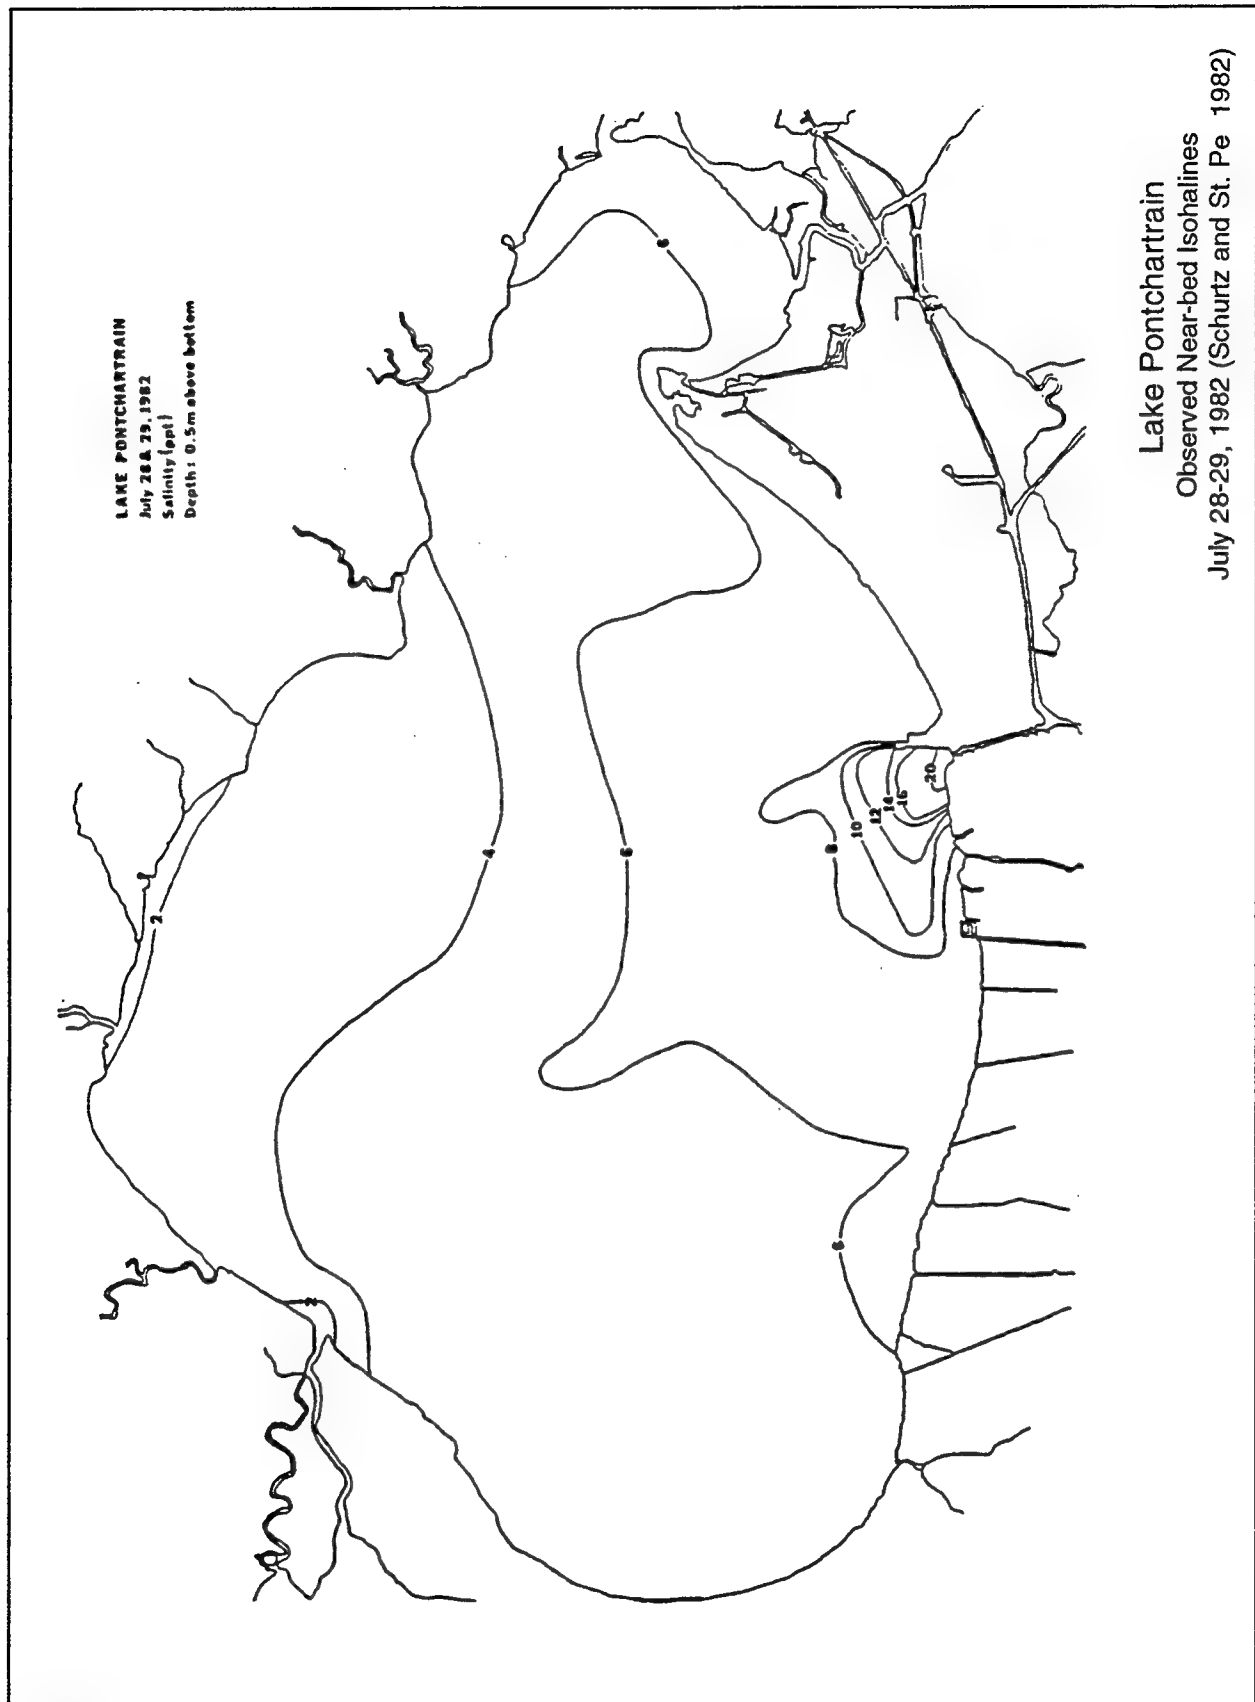 LAKE PONTCHARTRAIN
July 28 & 29, 1982
Salinity (ppt)
Depth: 0.5m above bottom
2
2
4
6
6
6
8
10
12
14
16
20
Lake Pontchartrain
Observed Near-bed Isohalines
July 28-29, 1982 (Schurtz and St. Pe 1982)